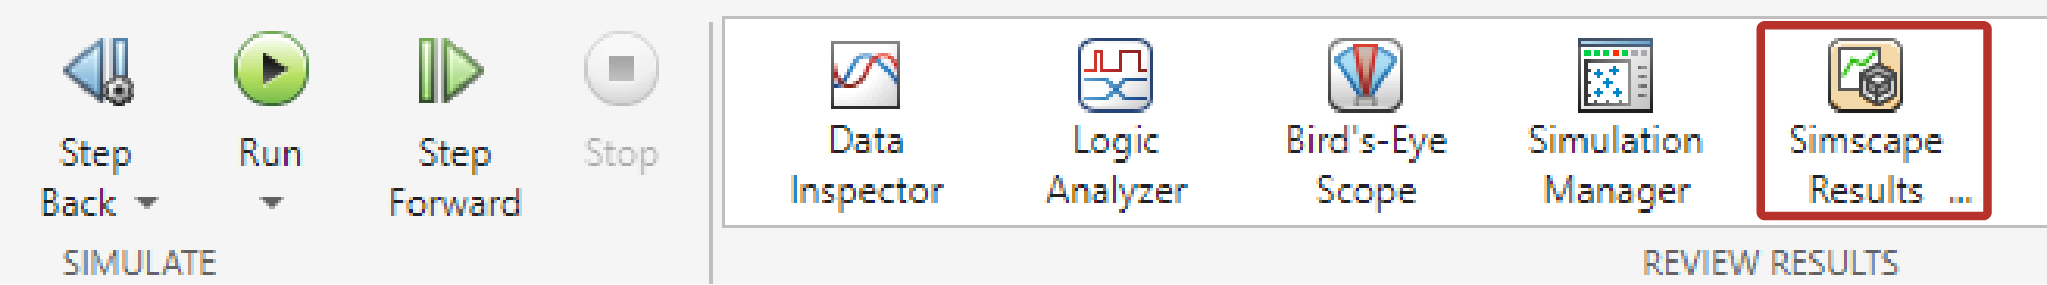 Step
Back
Run
Step
Forward
Stop
SIMULATE
Data
Inspector
Logic
Analyzer
Bird's-Eye
Scope
Simulation
Manager
Simscape
Results ...
REVIEW RESULTS